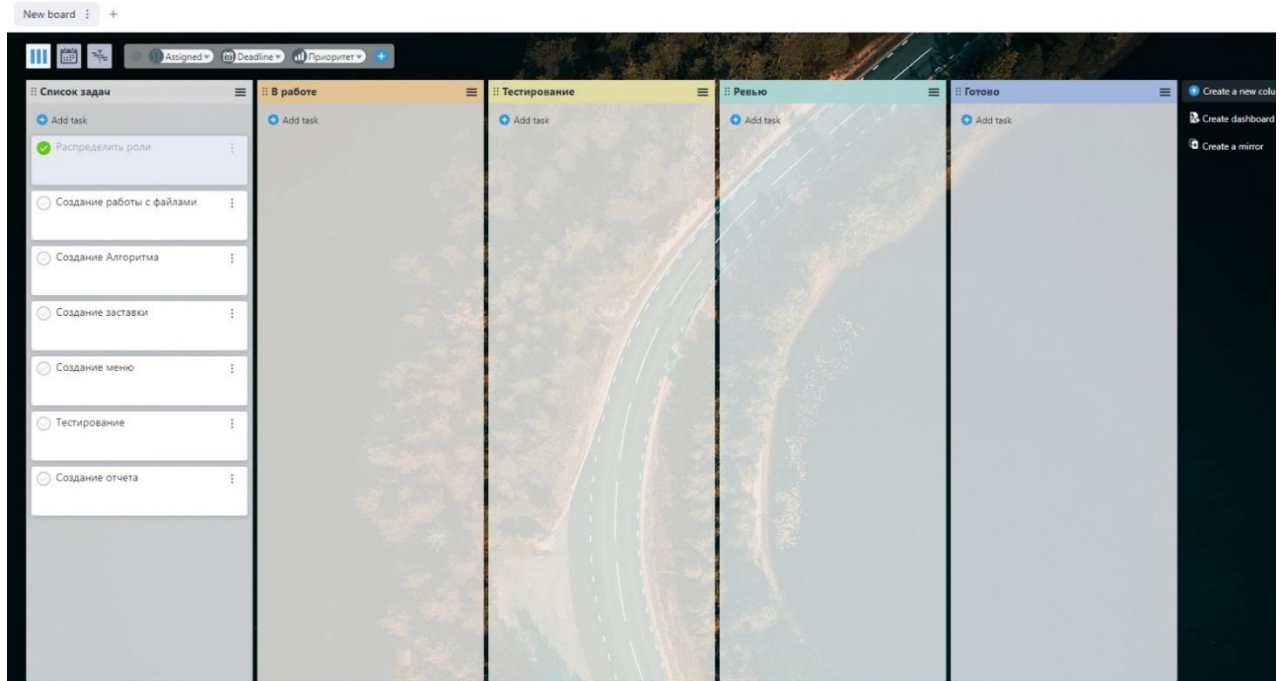 New board
Assigned
Deadline
Приоритет
Список задач
Add task
Распределить роли
Создание работы с файлами
Создание Алгоритма
Создание заставки
Создание меню
Тестирование
Создание отчета
В работе
Add task
Тестирование
Add task
Ревью
Add task
Готово
Add task
Create a new colu
Create dashboard
Create a mirror